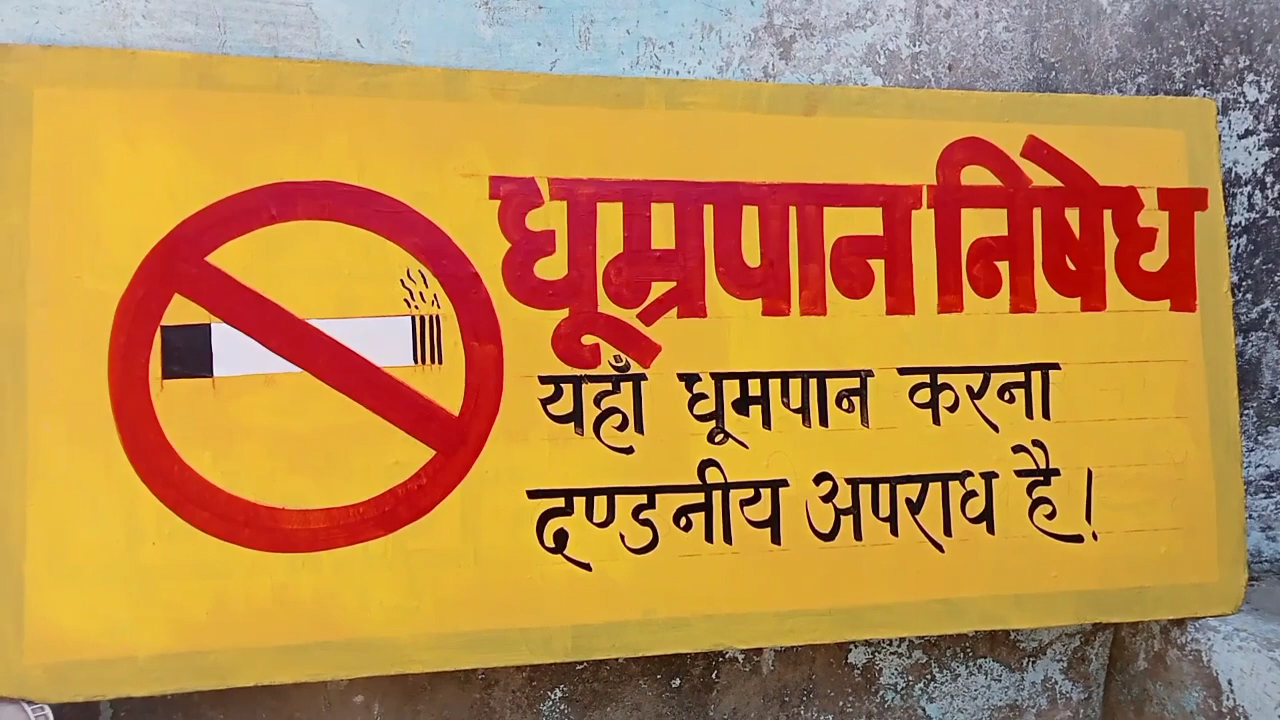 धूम्रपान निषेध
यहाँ धूमपान करना
दण्डनीय अपराध है।